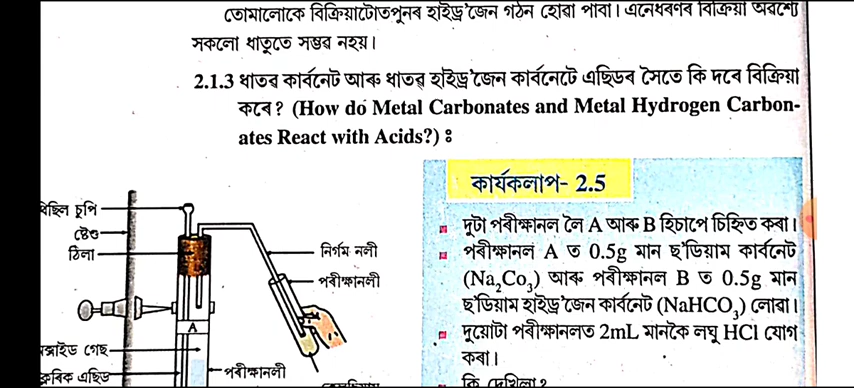 তোমালোকে বিক্ৰিয়াটোতপুনৰ হাইড্ৰ'জেন গঠন হোৱা পাবা। এনেধৰণৰ বিক্ৰিয়া অৱশ্যে
সকলো ধাতুতে সম্ভৱ নহয়।
2.1.3 ধাতৱ কাৰ্বনেট আৰু ধাতৱ হাইড্ৰ'জেন কাৰ্বনেটে এছিডৰ সৈতে কি দৰে বিক্ৰিয়া
কৰে? (How do Metal Carbonates and Metal Hydrogen Carbon-
ates React with Acids?) ঃ
কাৰ্যকলাপ- 2.5
দুটা পৰীক্ষানল লৈ A আৰু B হিচাপে চিহ্নিত কৰা।
পৰীক্ষানল A ত 0.5g মান ছ'ডিয়াম কাৰ্বনেট
(Na₂Co₃) আৰু পৰীক্ষানল B ত 0.5g মান
ছ'ডিয়াম হাইড্ৰ'জেন কাৰ্বনেট (NaHCO₃) লোৱা।
দুয়োটা পৰীক্ষানলত 2mL মানকৈ লঘু HCl যোগ
কৰা।
কি দেখিলা?
থিছিল চুপি
ষ্টেণ্ড
ঠিলা
নিৰ্গম নলী
পৰীক্ষানলী
A
গেছ
এছিড
পৰীক্ষানলী